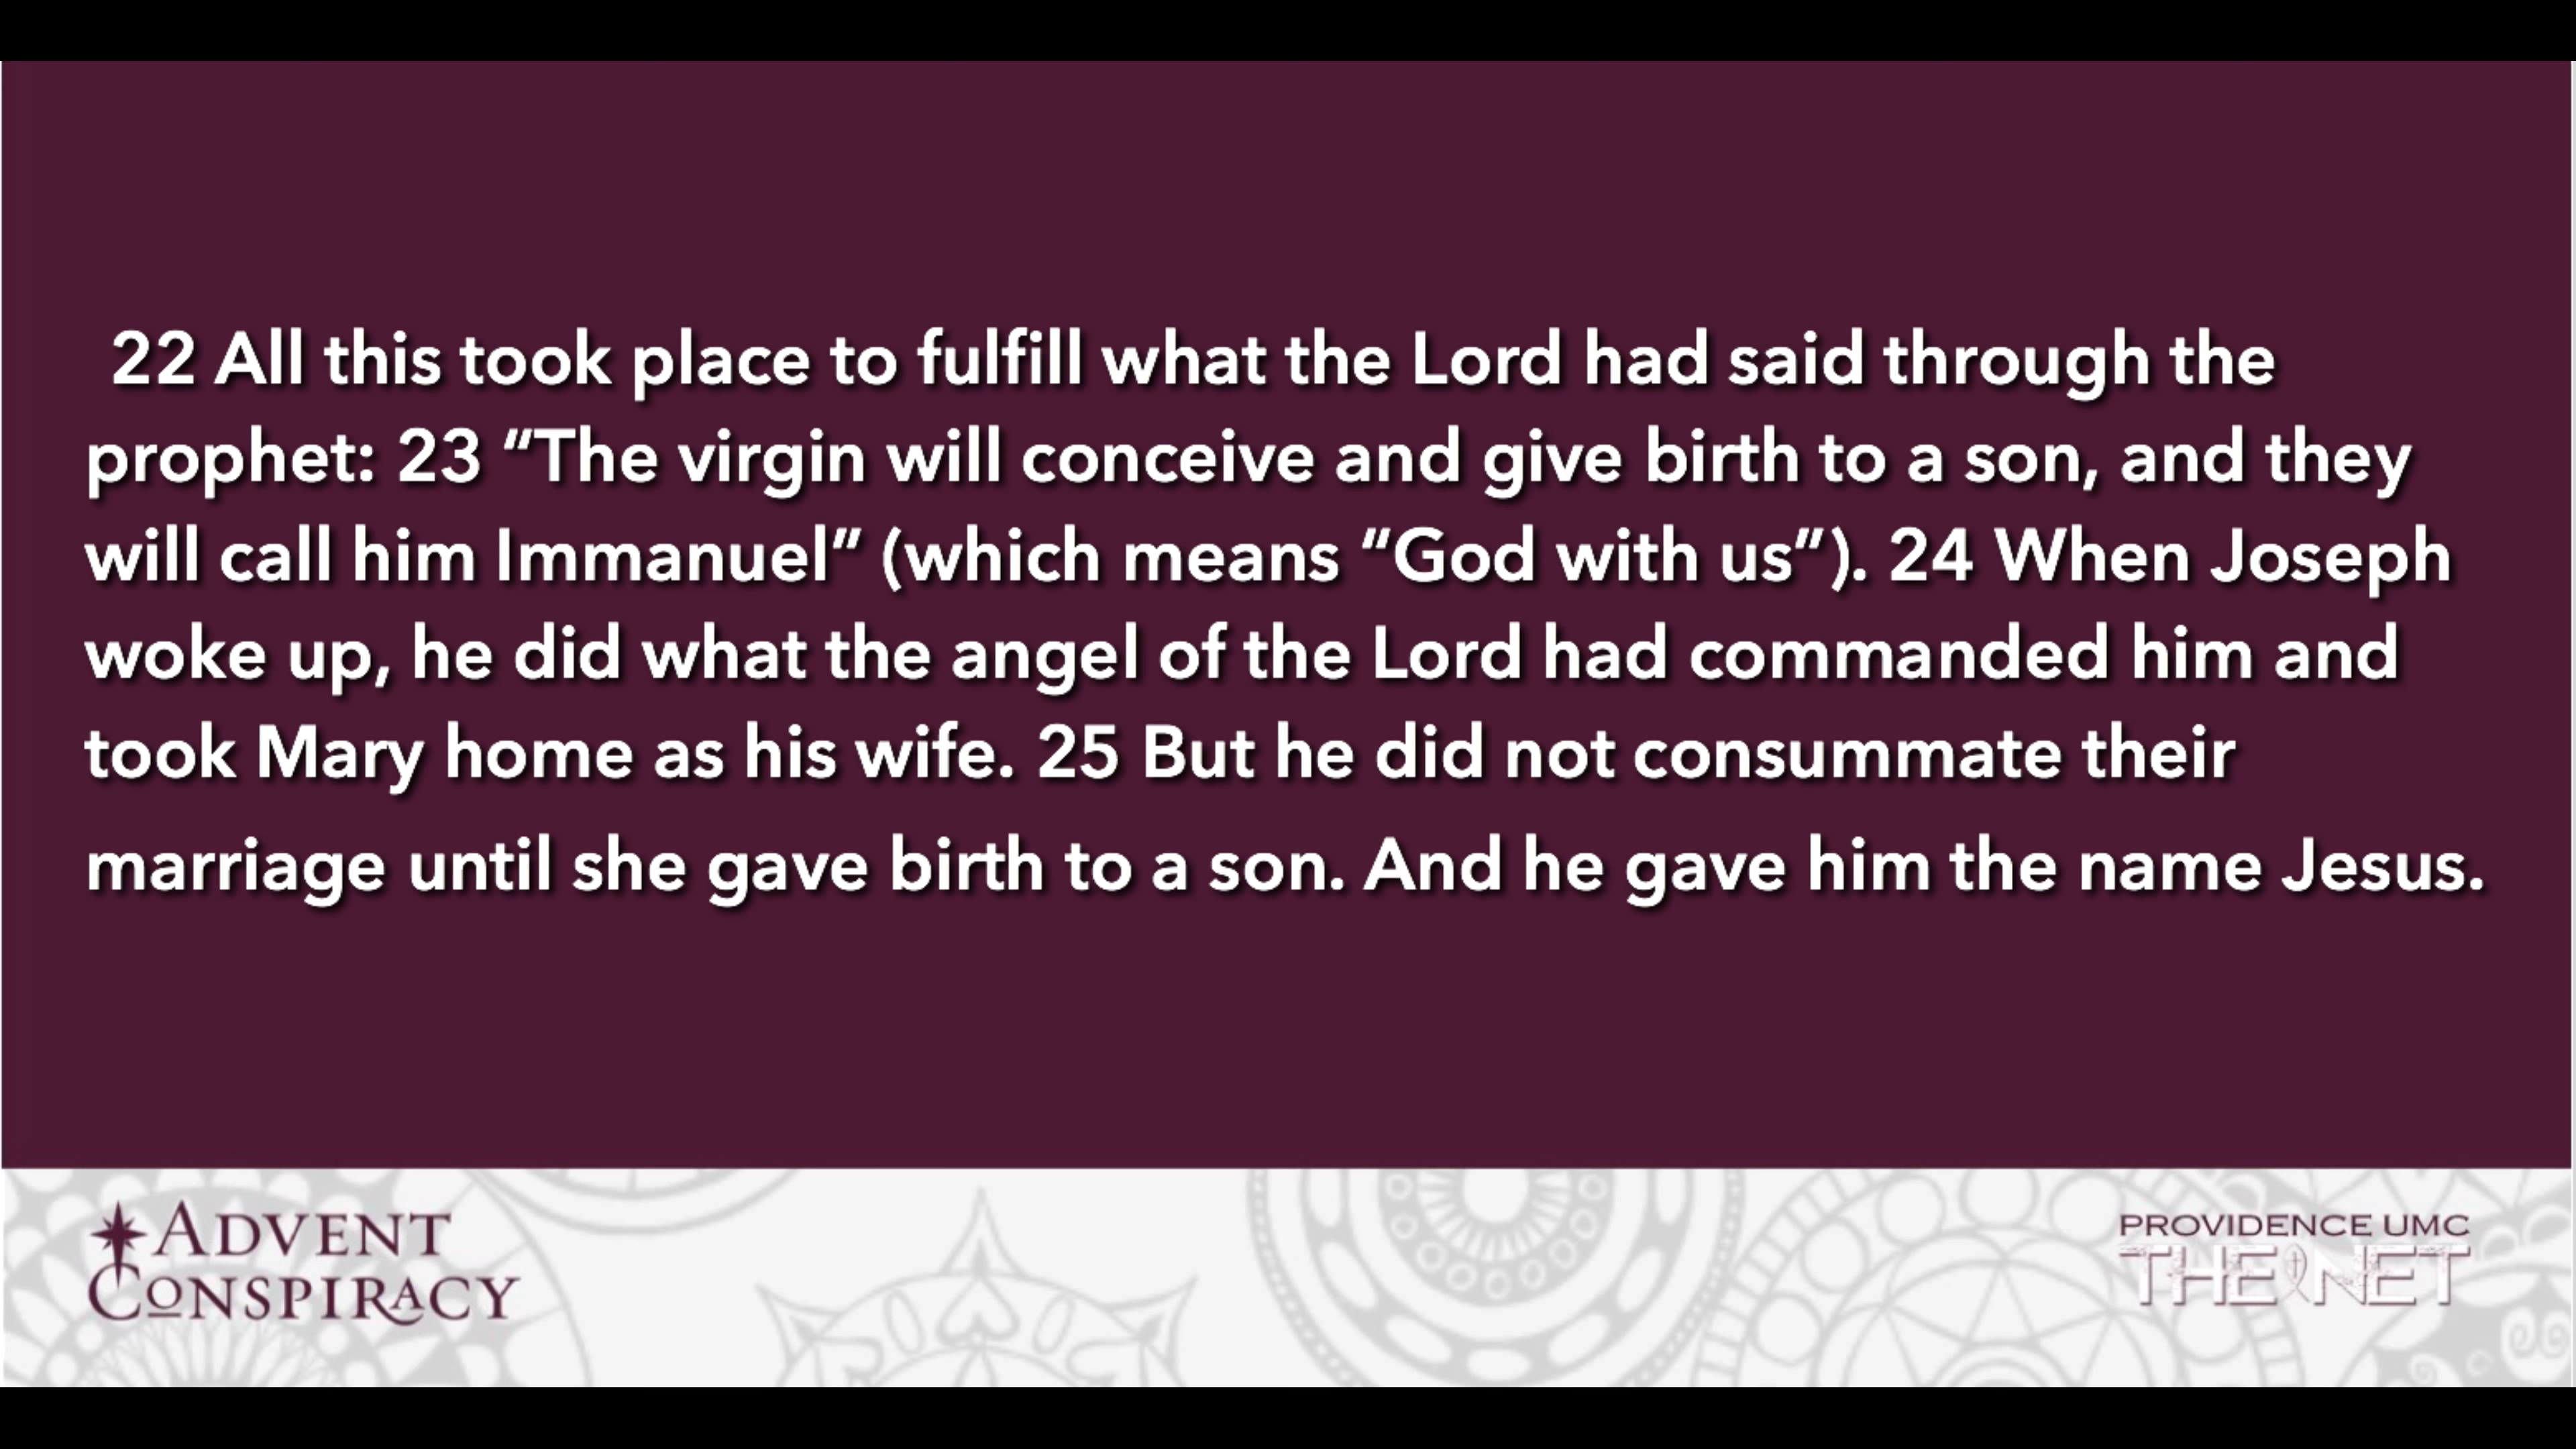 22 All this took place to fulfill what the Lord had said through the
prophet: 23 “The virgin will conceive and give birth to a son, and they
will call him Immanuel” (which means “God with us”). 24 When Joseph
woke up, he did what the angel of the Lord had commanded him and
took Mary home as his wife. 25 But he did not consummate their
marriage until she gave birth to a son. And he gave him the name Jesus.
ADVENT
CONSPIRACY
PROVIDENCE UMC
THE NET